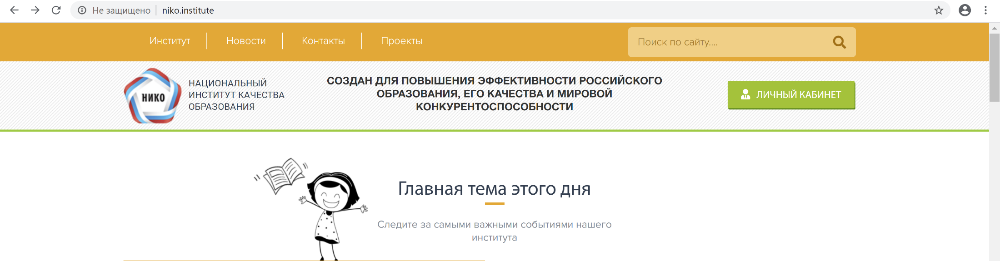 Не защищено niko.institute
Институт Новости Контакты Проекты Поиск по сайту....
НИКО
НАЦИОНАЛЬНЫЙ
ИНСТИТУТ КАЧЕСТВА
ОБРАЗОВАНИЯ
СОЗДАН ДЛЯ ПОВЫШЕНИЯ ЭФФЕКТИВНОСТИ РОССИЙСКОГО
ОБРАЗОВАНИЯ, ЕГО КАЧЕСТВА И МИРОВОЙ
КОНКУРЕНТОСПОСОБНОСТИ
ЛИЧНЫЙ КАБИНЕТ
Главная тема этого дня
Следите за самыми важными событиями нашего
института